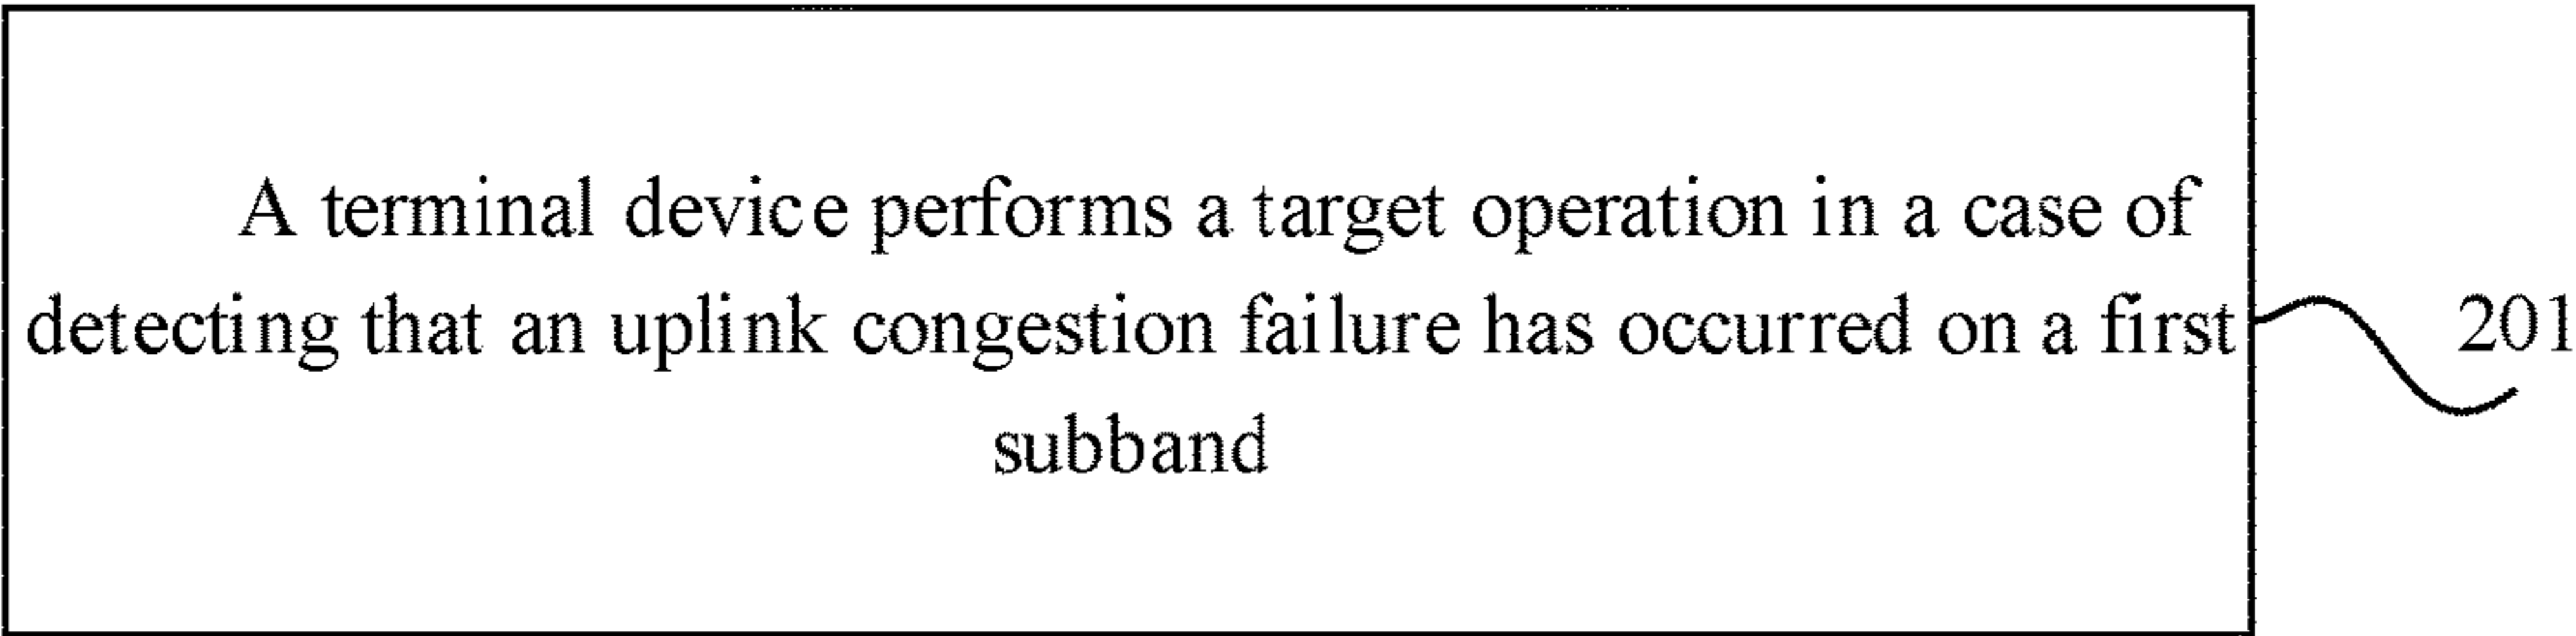 A terminal device performs a target operation in a case of
detecting that an uplink congestion failure has occurred on a first
subband
201